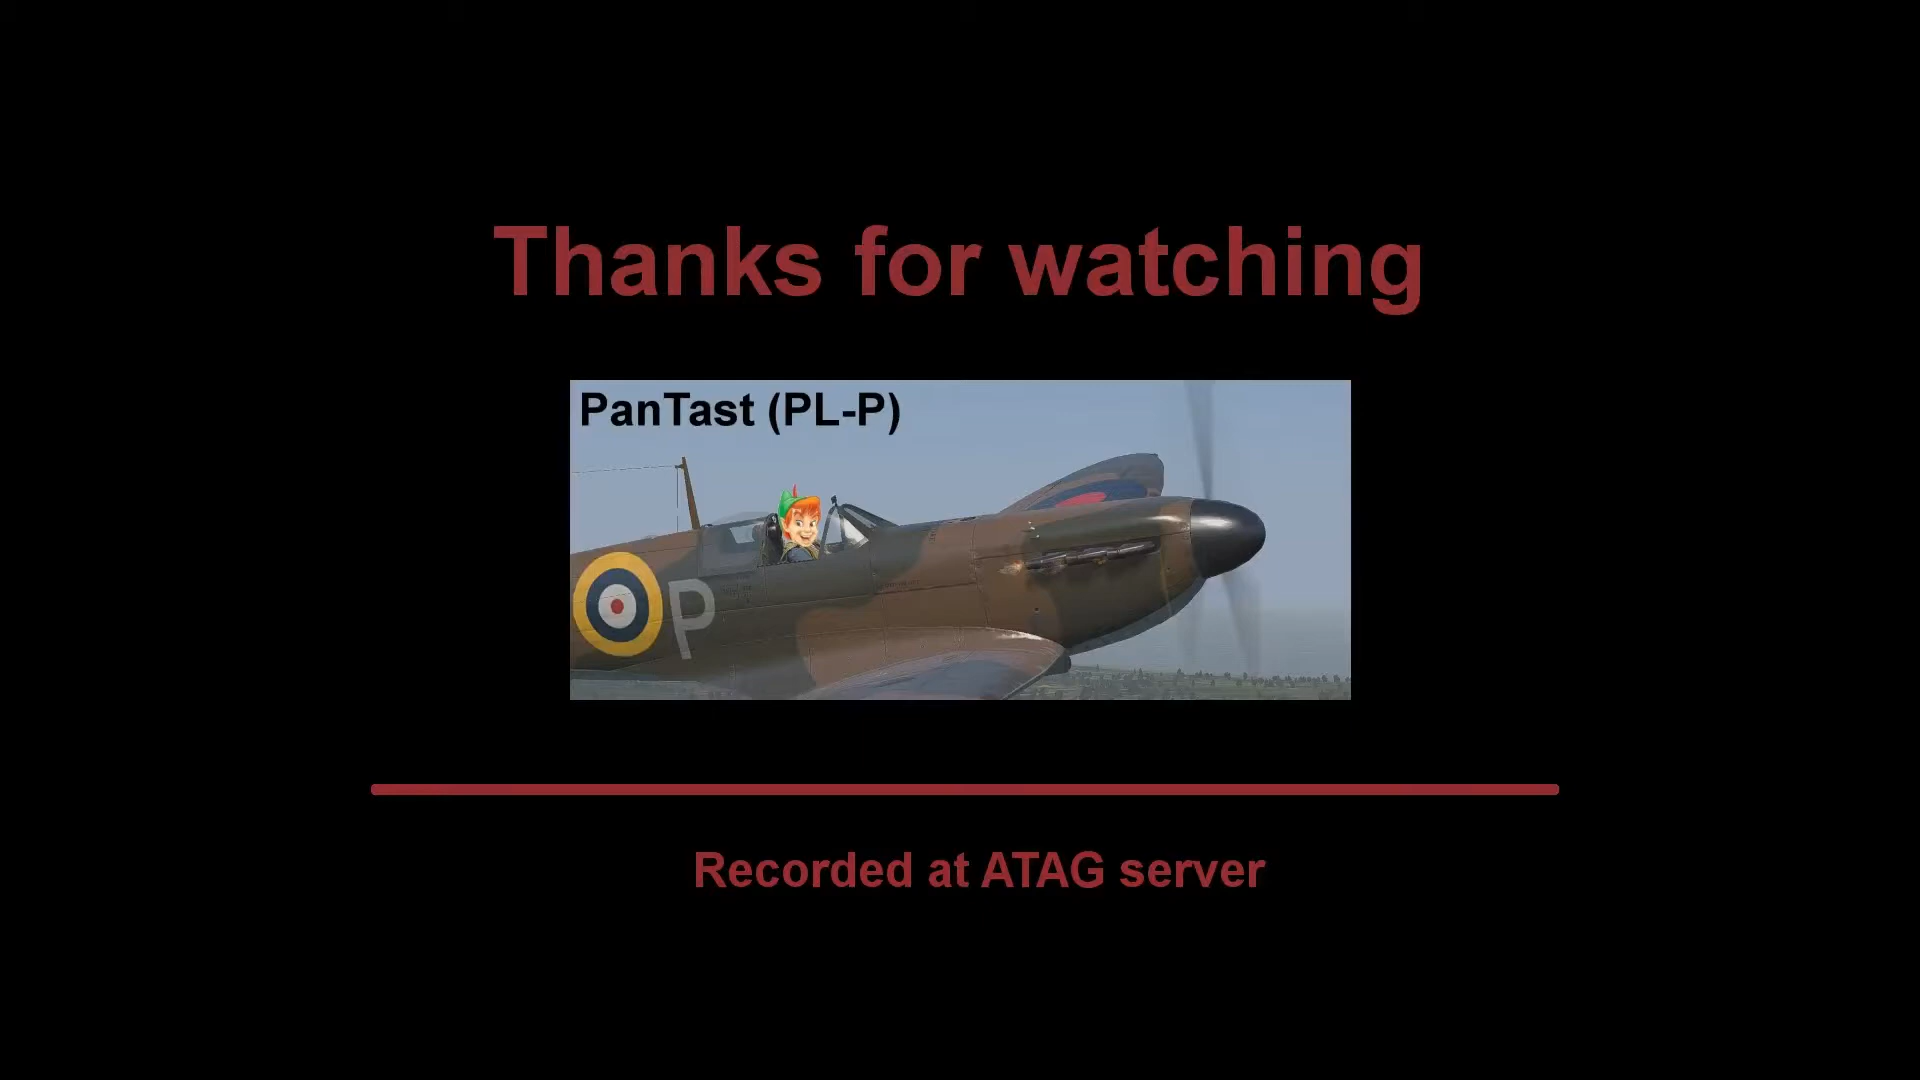 Thanks for watching
PanTast (PL-P)
P
Recorded at ATAG server